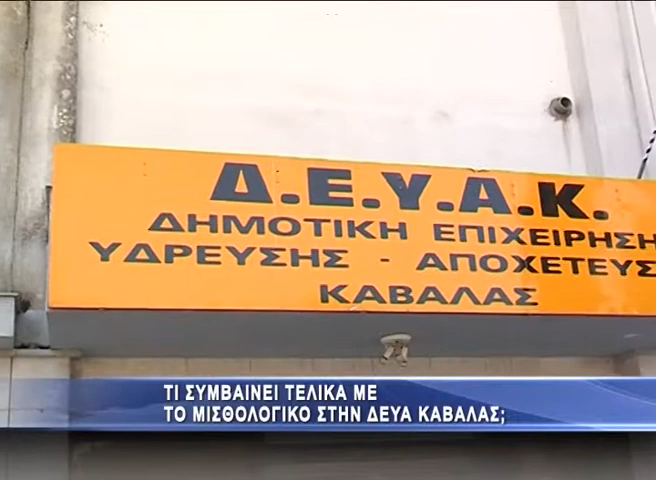 Δ.Ε.Υ.Α.Κ.
ΔΗΜΟΤΙΚΗ ΕΠΙΧΕΙΡΗΣΗ
ΥΔΡΕΥΣΗΣ - ΑΠΟΧΕΤΕΥΣ
ΚΑΒΑΛΑΣ
ΤΙ ΣΥΜΒΑΙΝΕΙ ΤΕΛΙΚΑ ΜΕ
ΤΟ ΜΙΣΘΟΛΟΓΙΚΟ ΣΤΗΝ ΔΕΥΑ ΚΑΒΑΛΑΣ;